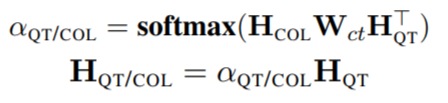 α_QT/COL = softmax(H_COL W_ct H_QT^⊤)
H_QT/COL = α_QT/COL H_QT